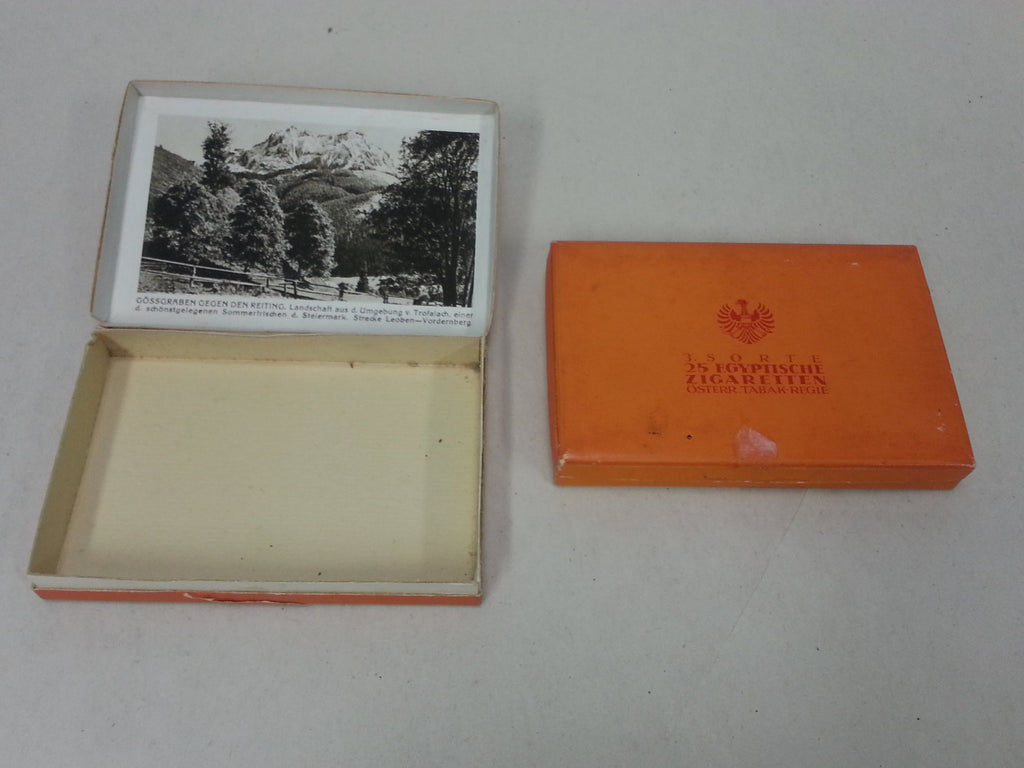 GÖSSGRABEN GEGEN DEN REITING. Landschaft aus d. Umgebung v. Trofaiach, einer
d. schönstgelegenen Sommerfrischen d. Steiermark. Strecke Leoben—Vordernberg.
3. SORTE
25 EGYPTISCHE
ZIGARETTEN
ÖSTERR. TABAK-REGIE